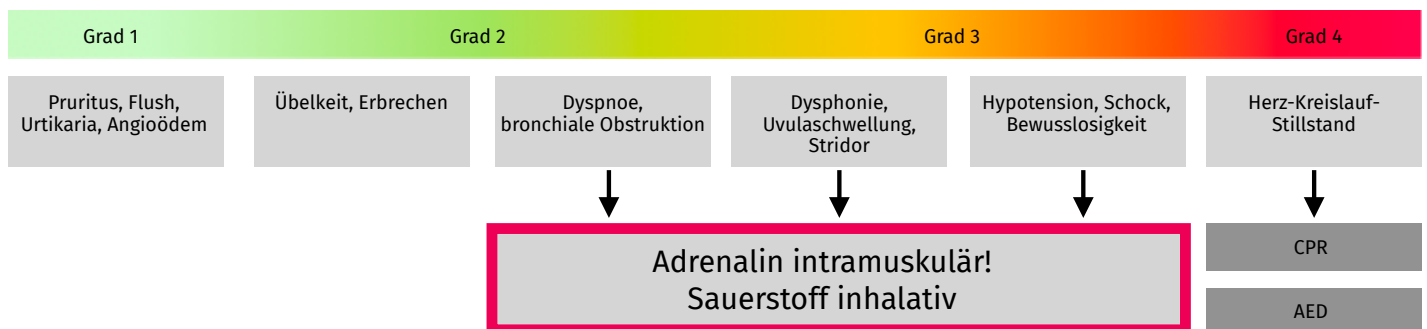 Grad 1
Grad 2
Grad 3
Grad 4
Pruritus, Flush,
Urtikaria, Angioödem
Übelkeit, Erbrechen
Dyspnoe,
bronchiale Obstruktion
Dysphonie,
Uvulaschwellung,
Stridor
Hypotension, Schock,
Bewusslosigkeit
Herz-Kreislauf-
Stillstand
Adrenalin intramuskulär!
Sauerstoff inhalativ
CPR
AED